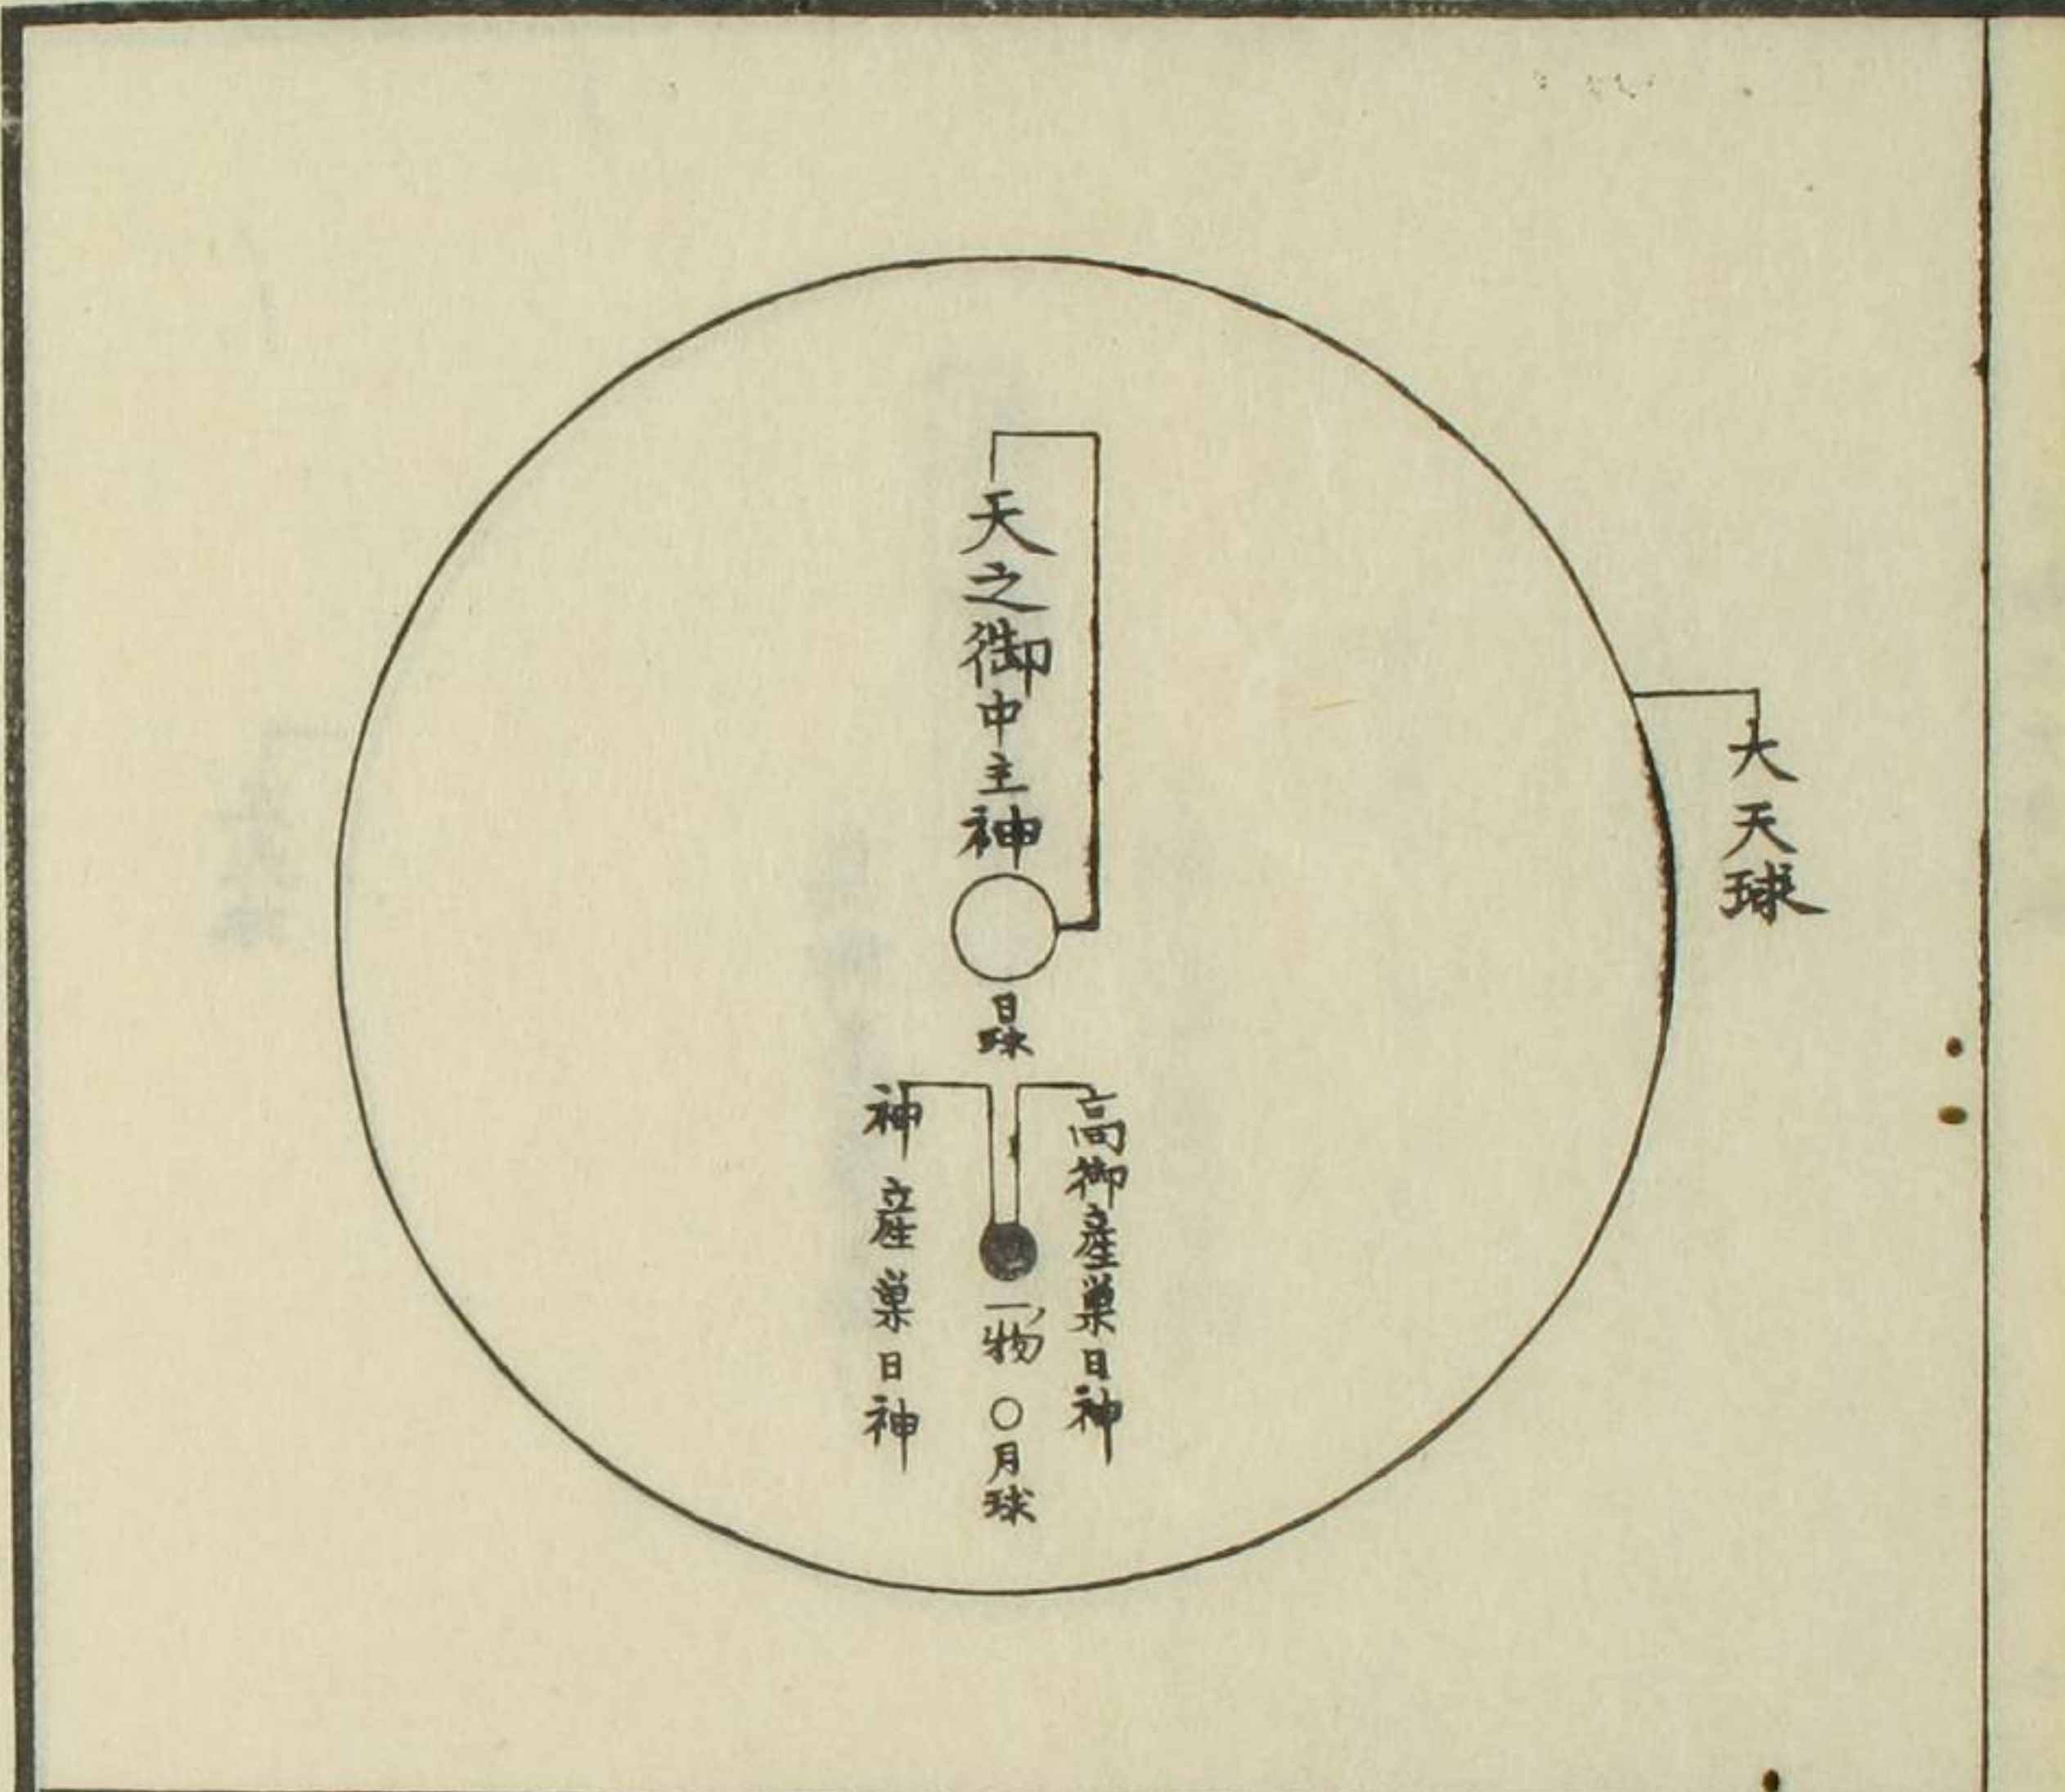 大天球
天之御中主神
日球
高御産巣日神
一物
月球
神産巣日神